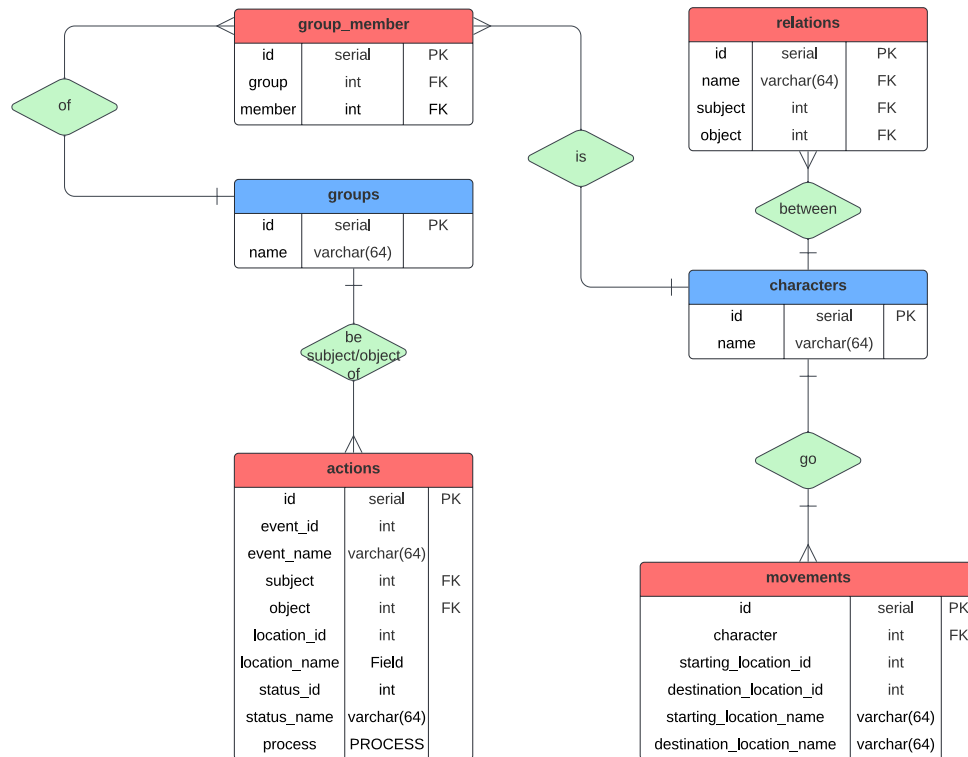 group_member
id serial PK
group int FK
member int FK
relations
id serial PK
name varchar(64) FK
subject int FK
object int FK
of
is
between
groups
id serial PK
name varchar(64)
characters
id serial PK
name varchar(64)
be
subject/object
of
go
actions
id serial PK
event_id int
event_name varchar(64)
subject int FK
object int FK
location_id int
location_name Field
status_id int
status_name varchar(64)
process PROCESS
movements
id serial PK
character int FK
starting_location_id int
destination_location_id int
starting_location_name varchar(64)
destination_location_name varchar(64)